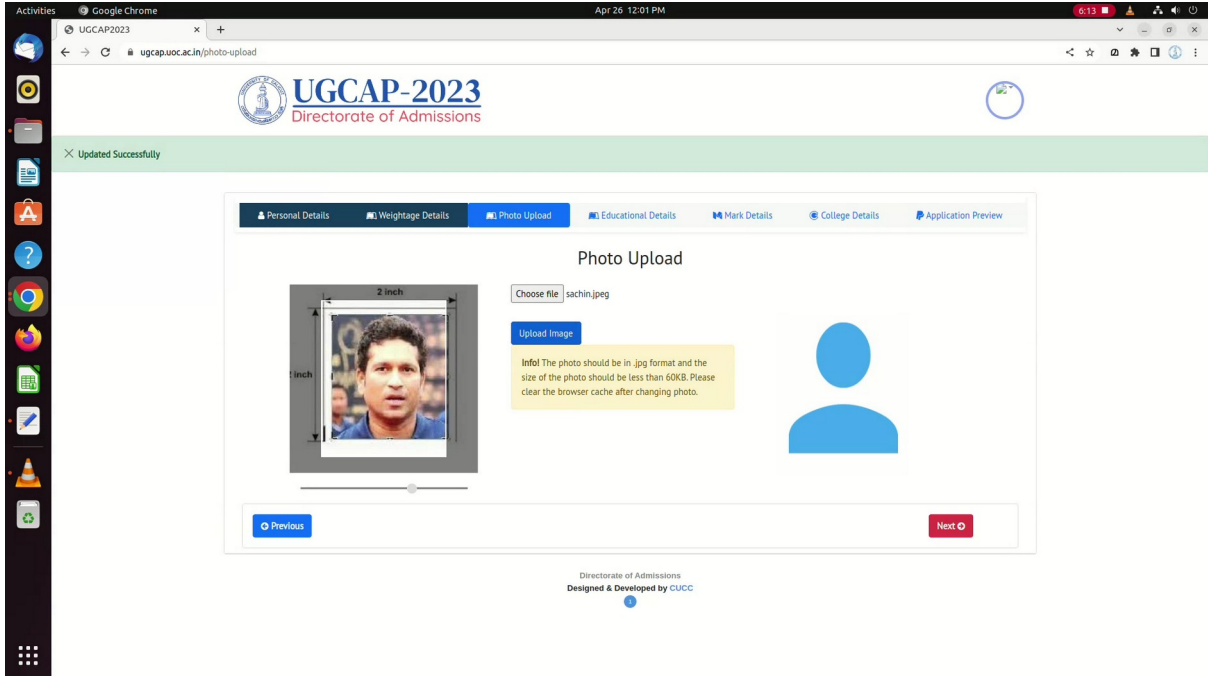 Activities Google Chrome Apr 26 12:01 PM 6:13
UGCAP2023
ugcap.uoc.ac.in/photo-upload
UGCAP-2023
Directorate of Admissions
Updated Successfully
Personal Details Weightage Details Photo Upload Educational Details Mark Details College Details Application Preview
Photo Upload
2 inch
inch
Choose file sachin.jpeg
Upload Image
Info! The photo should be in .jpg format and the
size of the photo should be less than 60KB. Please
clear the browser cache after changing photo.
Previous Next
Directorate of Admissions
Designed & Developed by CUCC